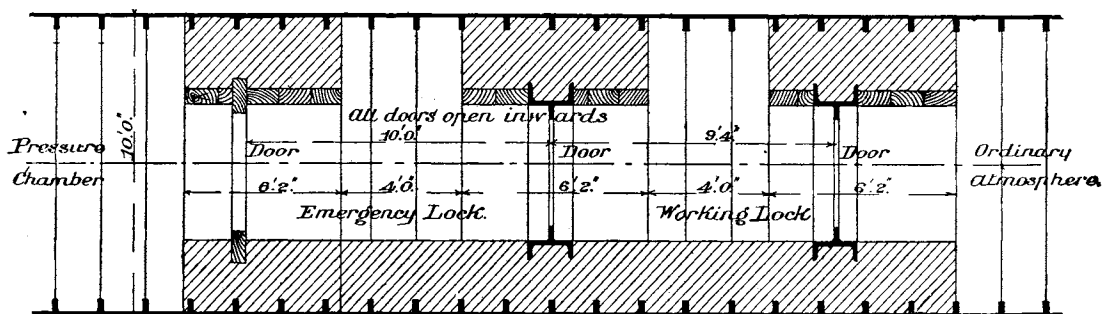 All doors open inwards
10'.0".
10'.0".
9'.4".
Pressure
Chamber
Door
Door
Door
Ordinary
Atmosphere.
6'.2".
4'.0".
6'.2".
4'.0".
6'.2".
Emergency Lock.
Working Lock